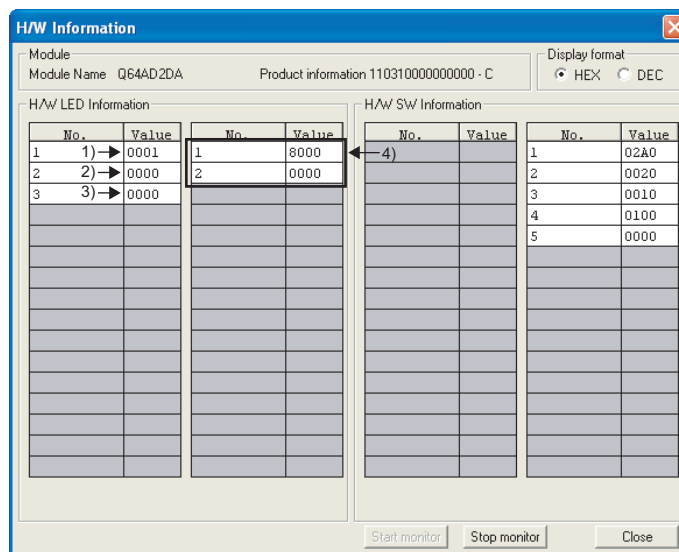 H/W Information
Module
Module Name Q64AD2DA Product information 110310000000000 - C
Display format
HEX DEC
H/W LED Information
No. Value No. Value
1 1) 0001 1 8000 4)
2 2) 0000 2 0000
3 3) 0000
H/W SW Information
No. Value No. Value
1 02A0
2 0020
3 0010
4 0100
5 0000
Start monitor Stop monitor Close